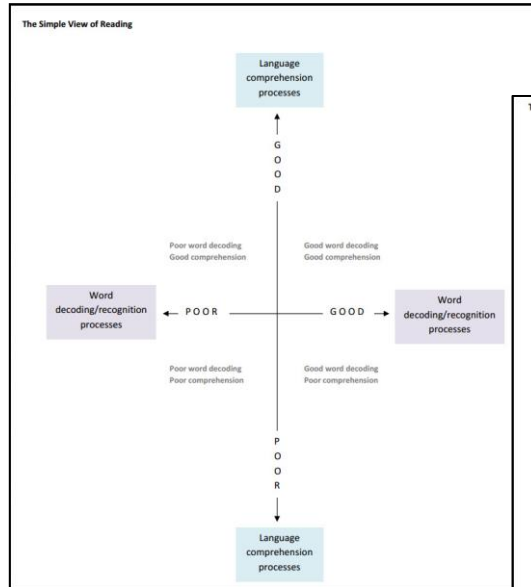 The Simple View of Reading
Language
comprehension
processes
G
O
O
D
Poor word decoding
Good comprehension
Good word decoding
Good comprehension
Word
decoding/recognition
processes
POOR
GOOD
Word
decoding/recognition
processes
Poor word decoding
Poor comprehension
Good word decoding
Poor comprehension
P
O
O
R
Language
comprehension
processes